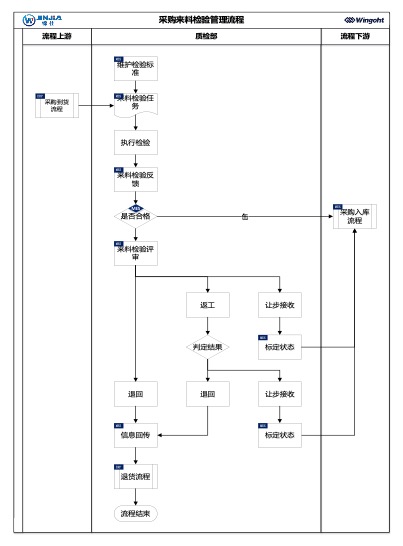 JINJIA
采购来料检验管理流程
Wingoht
流程上游
质检部
流程下游
维护检验标
准
采购到货
流程
来料检验任
务
执行检验
来料检验反
馈
是否合格
采购入库
流程
来料检验评
审
返工
让步接收
判定结果
标定状态
退回
退回
让步接收
信息回传
标定状态
退货流程
流程结束